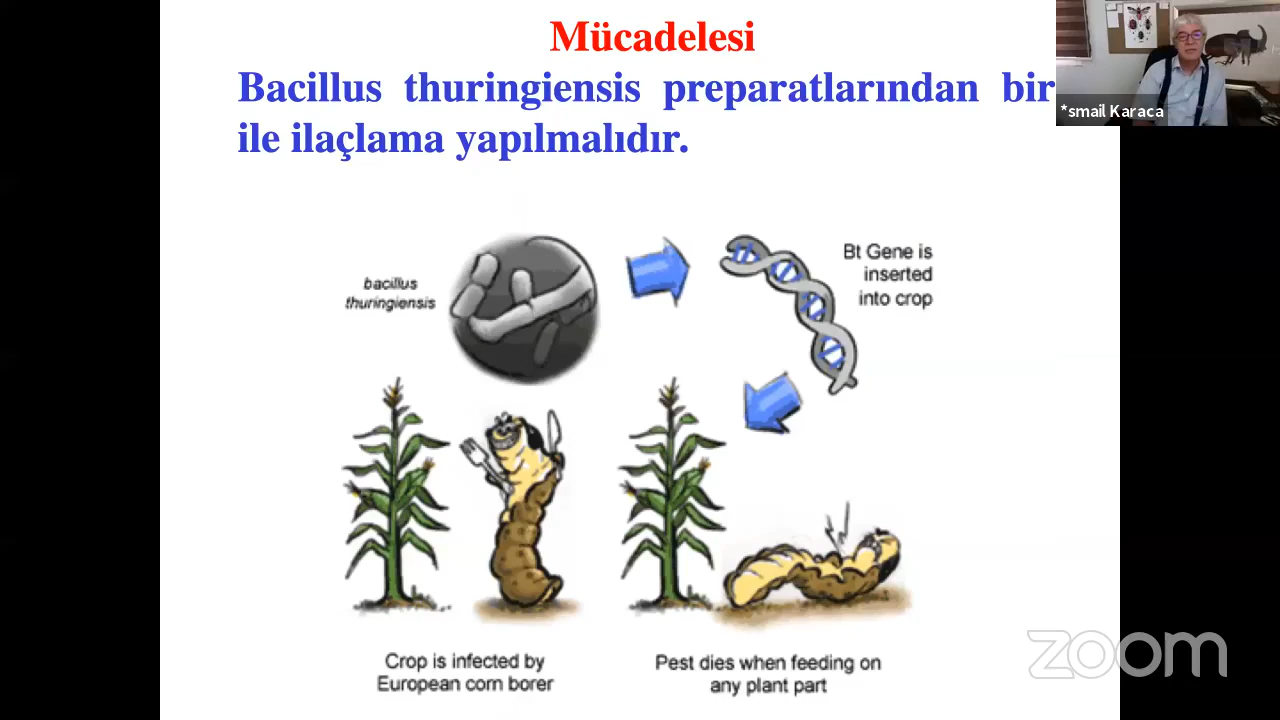 Mücadelesi
Bacillus thuringiensis preparatlarından bir
ile ilaçlama yapılmalıdır.
*smail Karaca
bacillus
thuringiensis
Bt Gene is
inserted
into crop
Crop is infected by
European corn borer
Pest dies when feeding on
any plant part
zoom